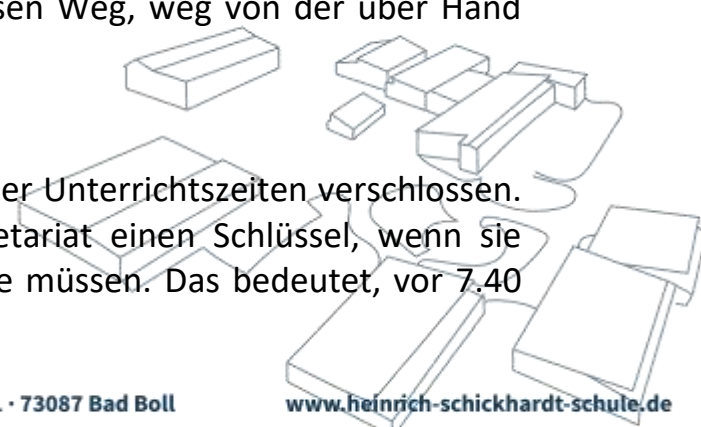 sen Weg, weg von der über Hand
er Unterrichtszeiten verschlossen.
etariat einen Schlüssel, wenn sie
e müssen. Das bedeutet, vor 7.40
. · 73087 Bad Boll www.heinrich-schickhardt-schule.de